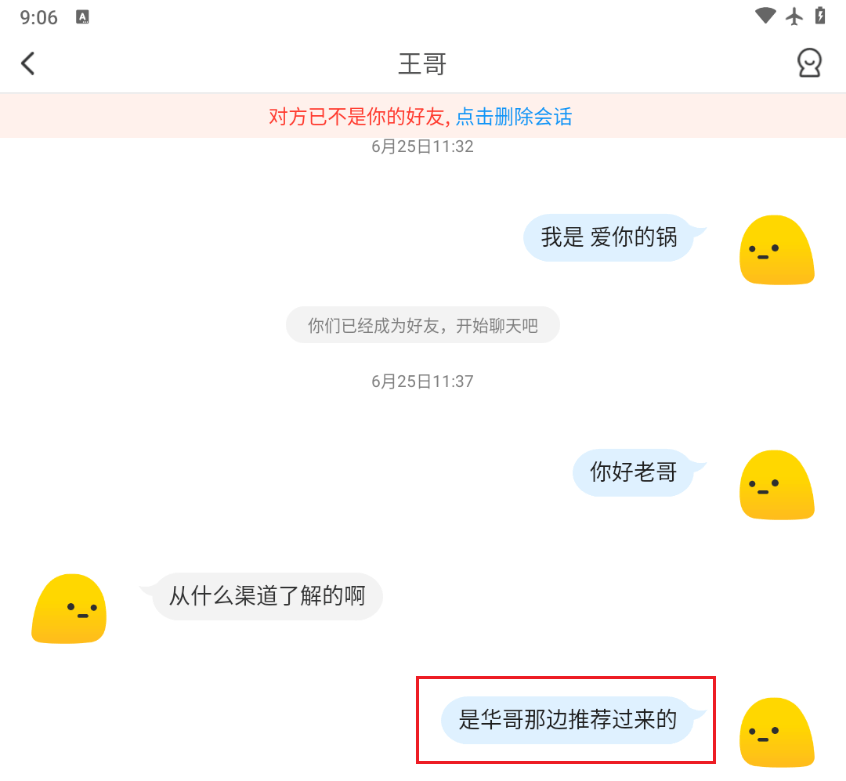 9:06 A
王哥
对方已不是你的好友, 点击删除会话
6月25日11:32
我是 爱你的锅
你们已经成为好友，开始聊天吧
6月25日11:37
你好老哥
从什么渠道了解的啊
是华哥那边推荐过来的